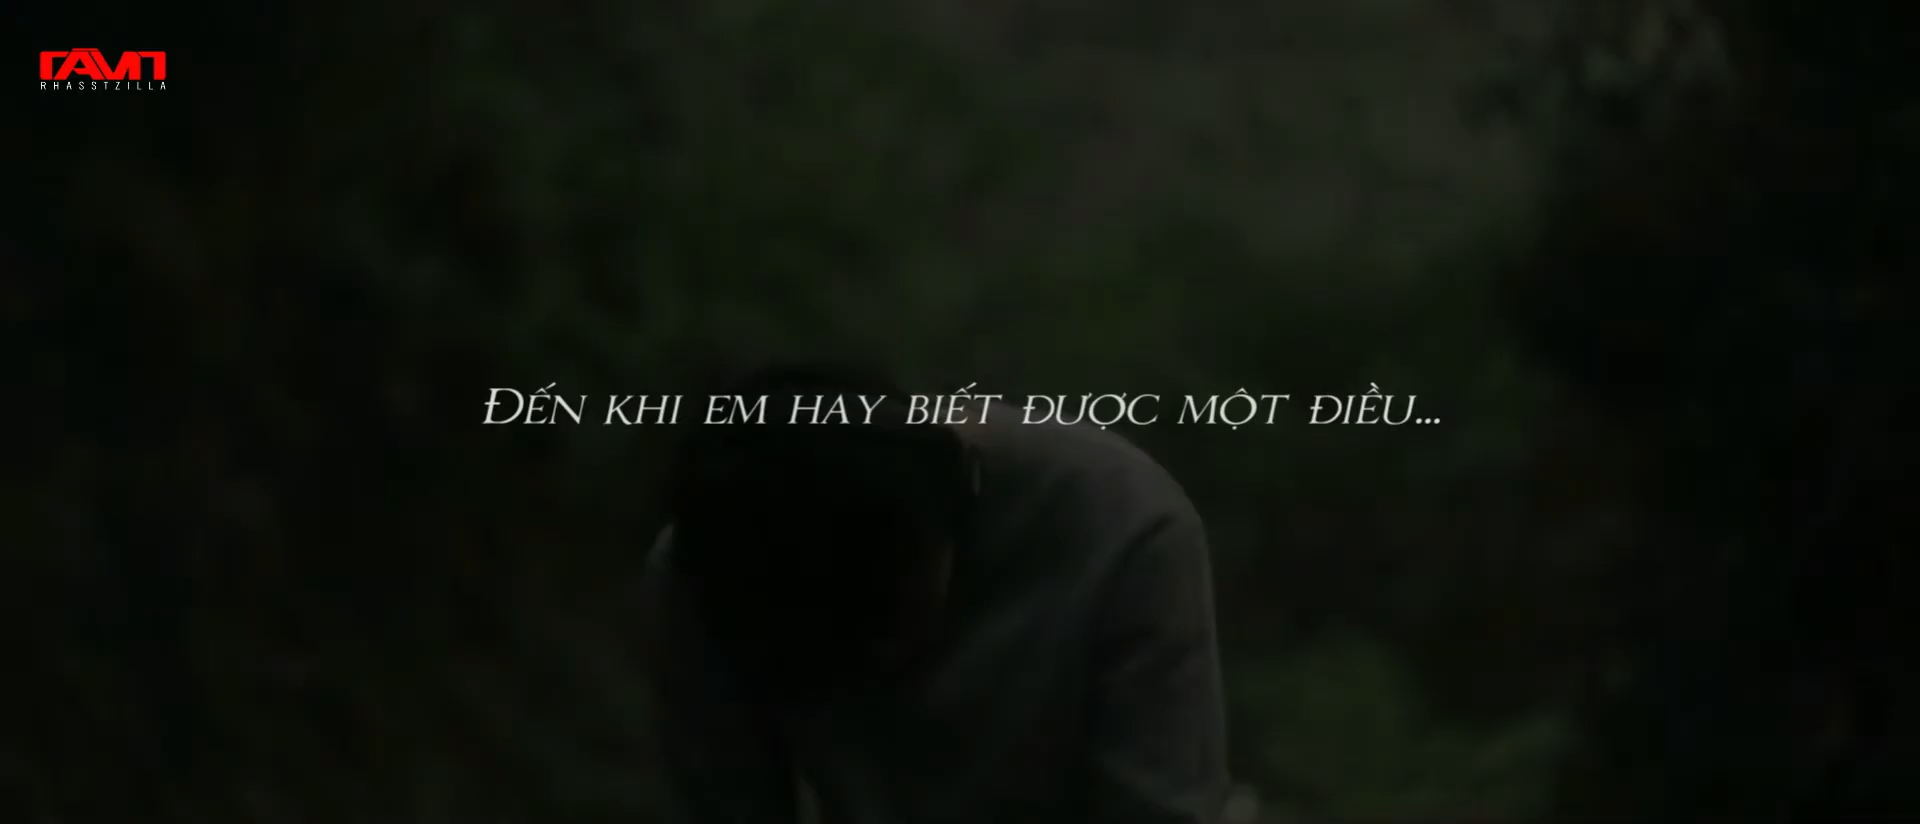 RHASSTZILLA
ĐẾN KHI EM HAY BIẾT ĐƯỢC MỘT ĐIỀU...